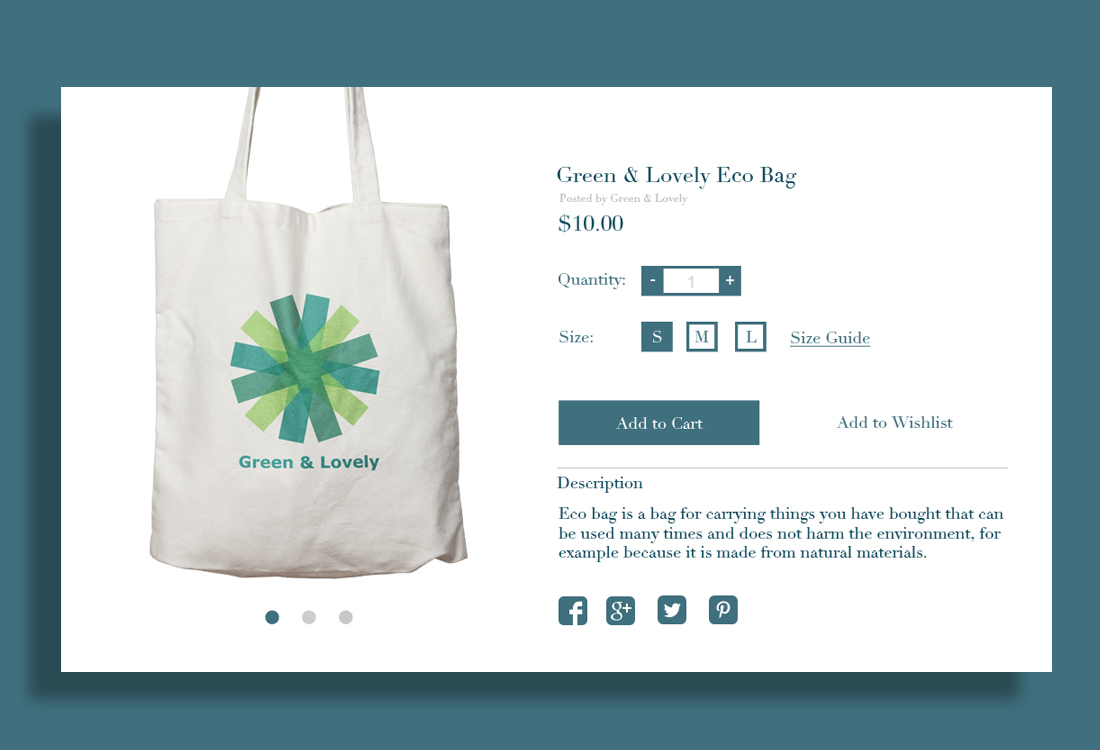 Green & Lovely
Green & Lovely Eco Bag
Posted by Green & Lovely
$10.00
Quantity: - 1 +
Size: S M L Size Guide
Add to Cart Add to Wishlist
Description
Eco bag is a bag for carrying things you have bought that can
be used many times and does not harm the environment, for
example because it is made from natural materials.
f g+